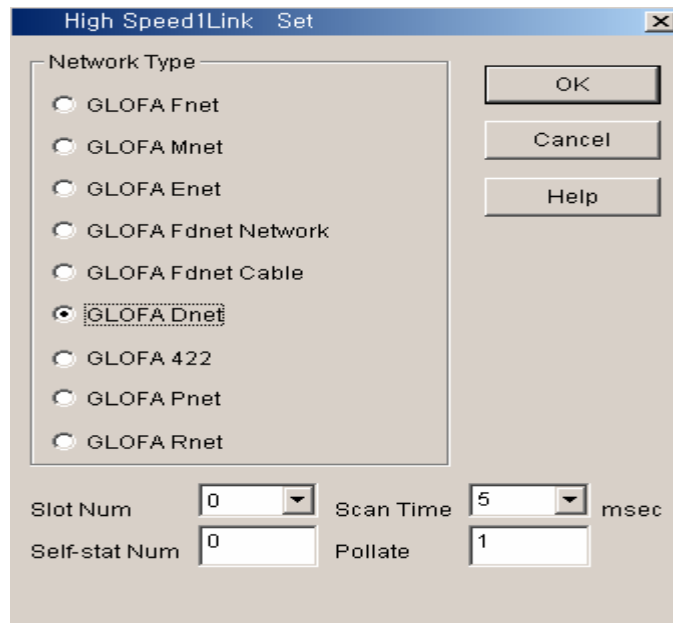 High Speed1Link Set
Network Type
GLOFA Fnet
GLOFA Mnet
GLOFA Enet
GLOFA Fdnet Network
GLOFA Fdnet Cable
GLOFA Dnet
GLOFA 422
GLOFA Pnet
GLOFA Rnet
OK
Cancel
Help
Slot Num 0 Scan Time 5 msec
Self-stat Num 0 Pollate 1